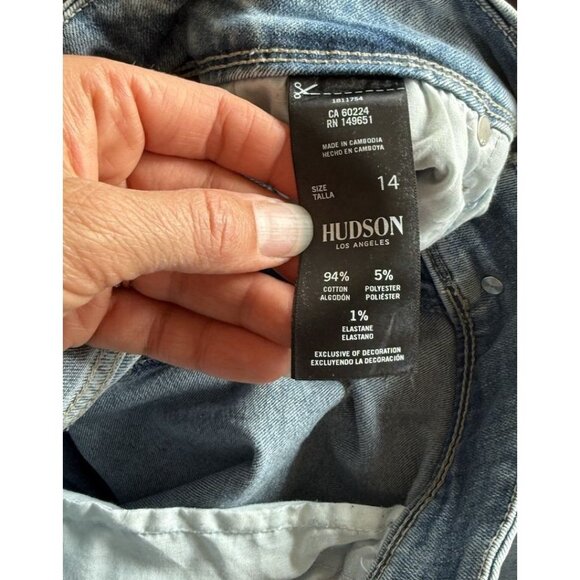 1811754
CA 60224
RN 149651
MADE IN CAMBODIA
HECHO EN CAMBOYA
SIZE 14
TALLA
HUDSON
LOS ANGELES
94% 5%
COTTON POLYESTER
ALGODÓN POLIÉSTER
1%
ELASTANE
ELASTANO
EXCLUSIVE OF DECORATION
EXCLUYENDO LA DECORACIÓN